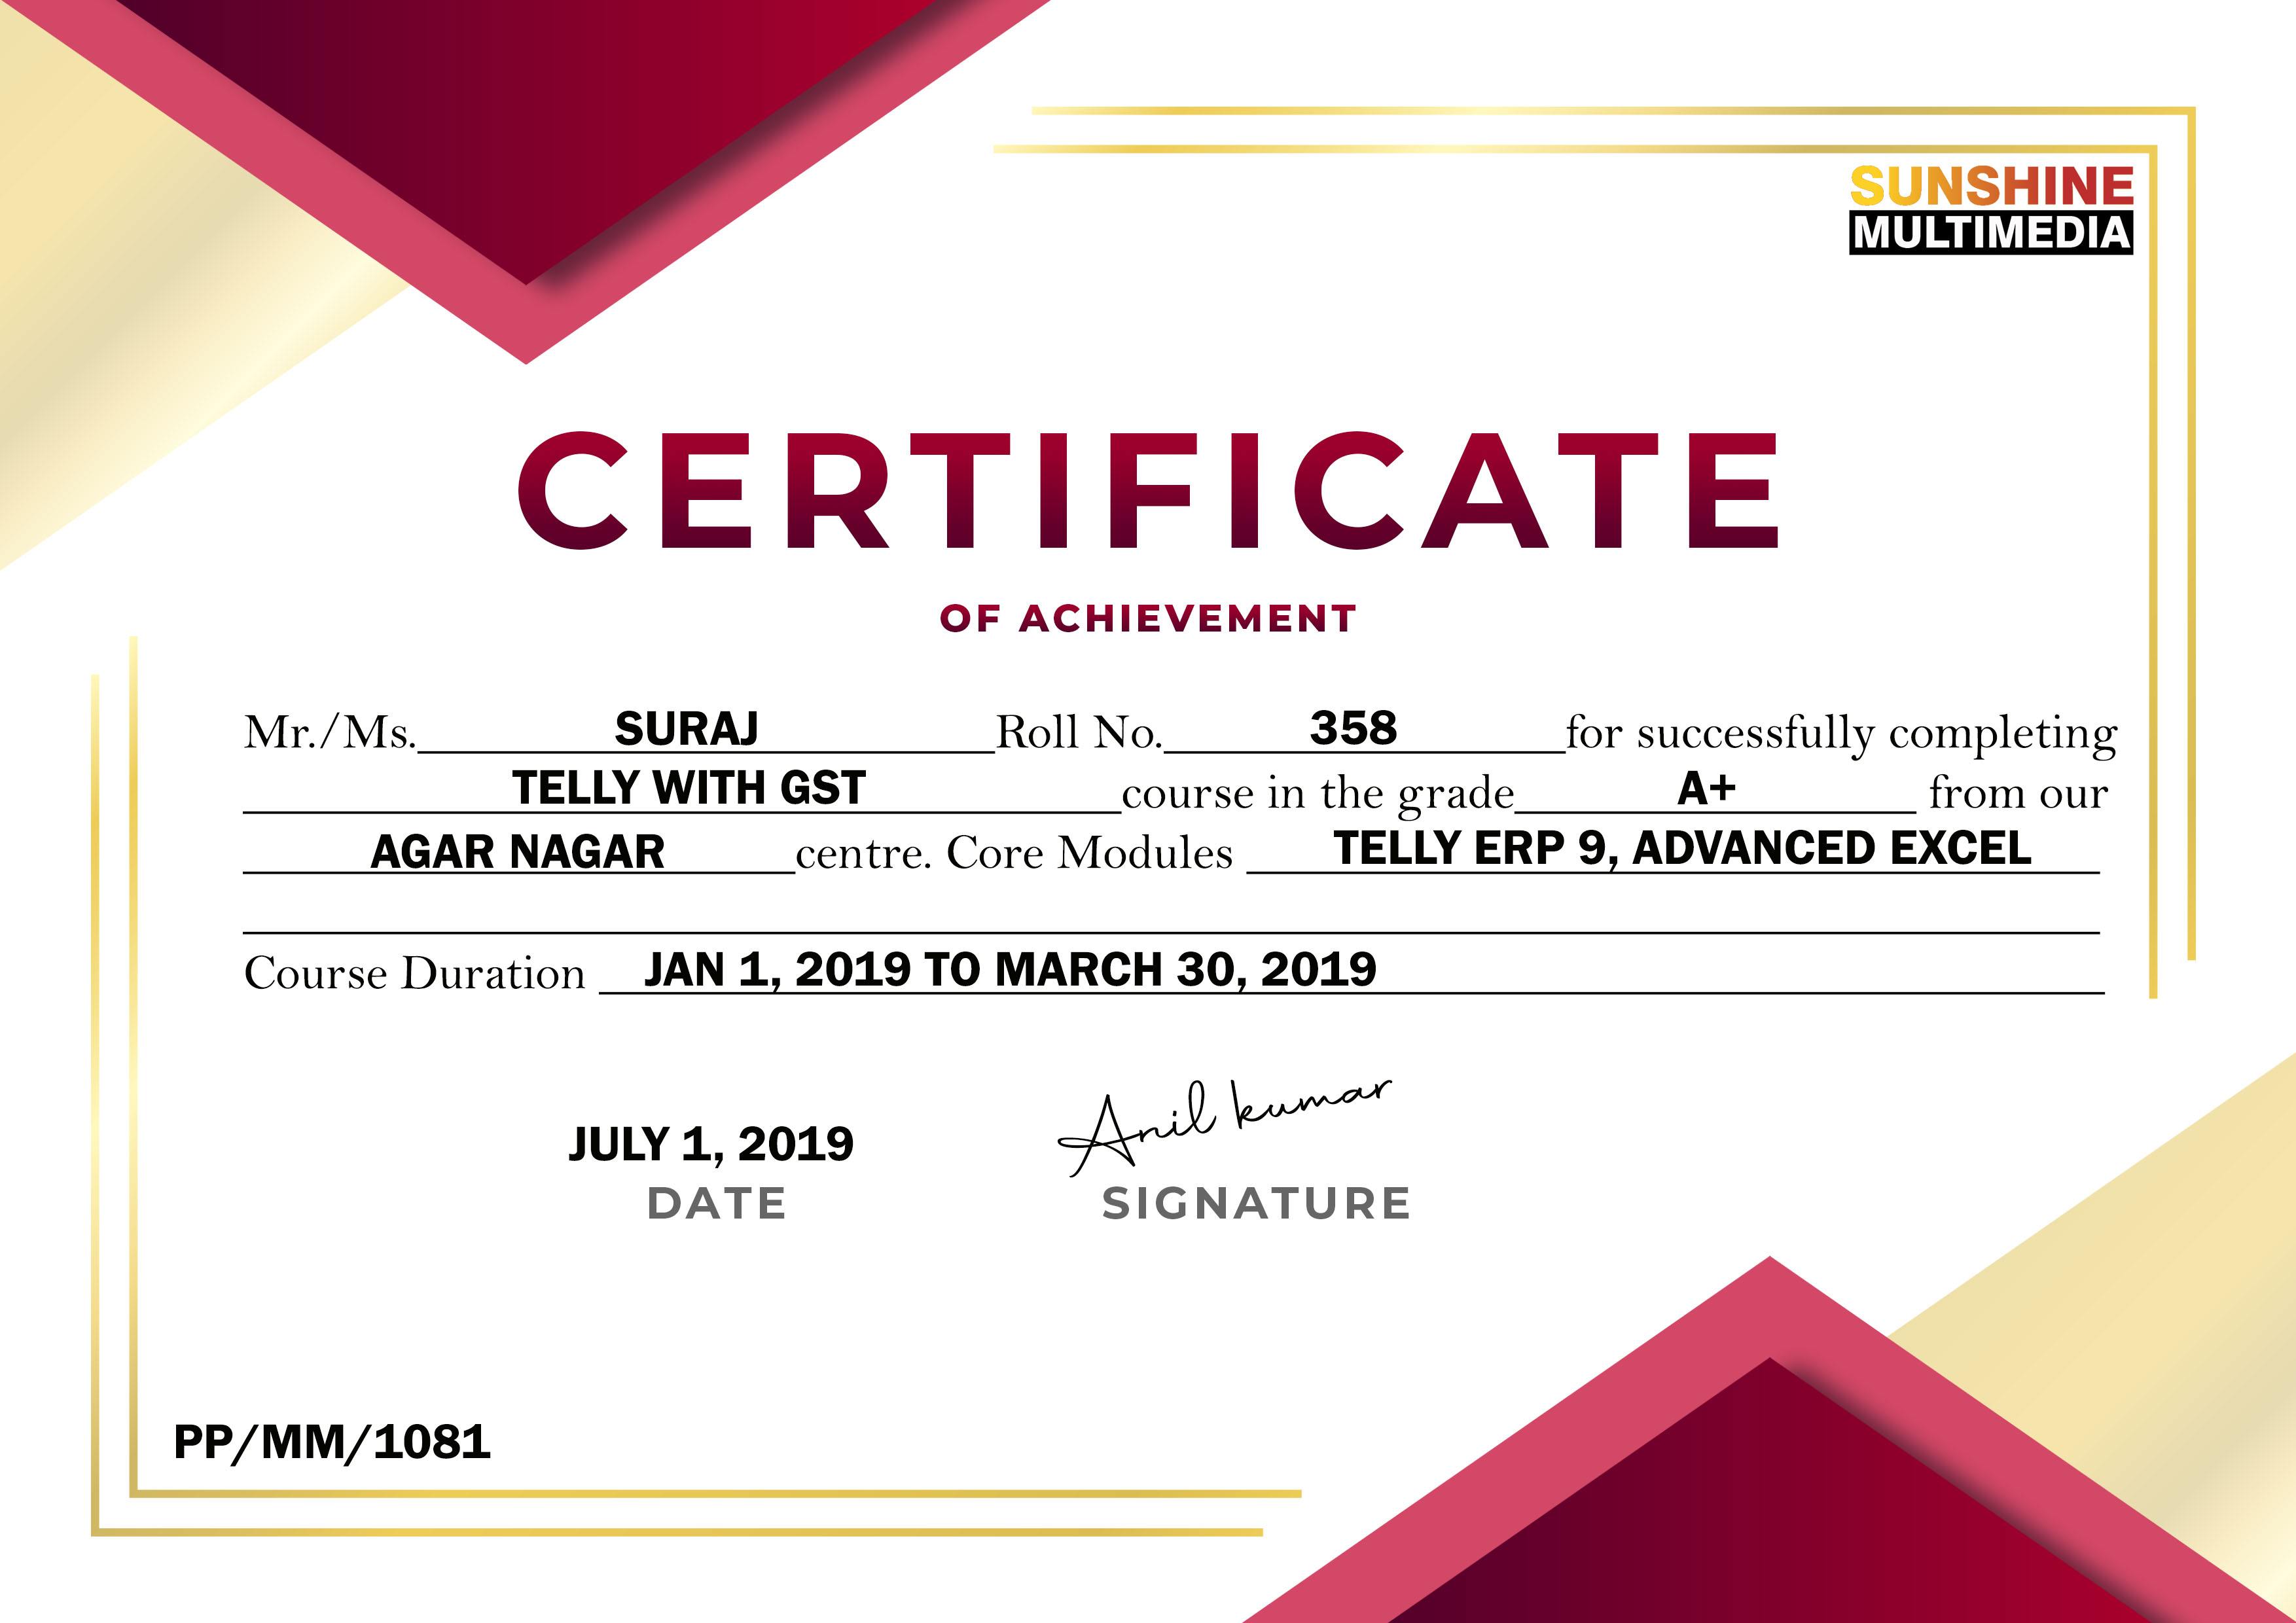 SUNSHINE
MULTIMEDIA
CERTIFICATE
OF ACHIEVEMENT
Mr./Ms. SURAJ Roll No. 358 for successfully completing
TELLY WITH GST course in the grade A+ from our
AGAR NAGAR centre. Core Modules TELLY ERP 9, ADVANCED EXCEL
Course Duration JAN 1, 2019 TO MARCH 30, 2019
Anil kumar
JULY 1, 2019
DATE SIGNATURE
PP/MM/1081